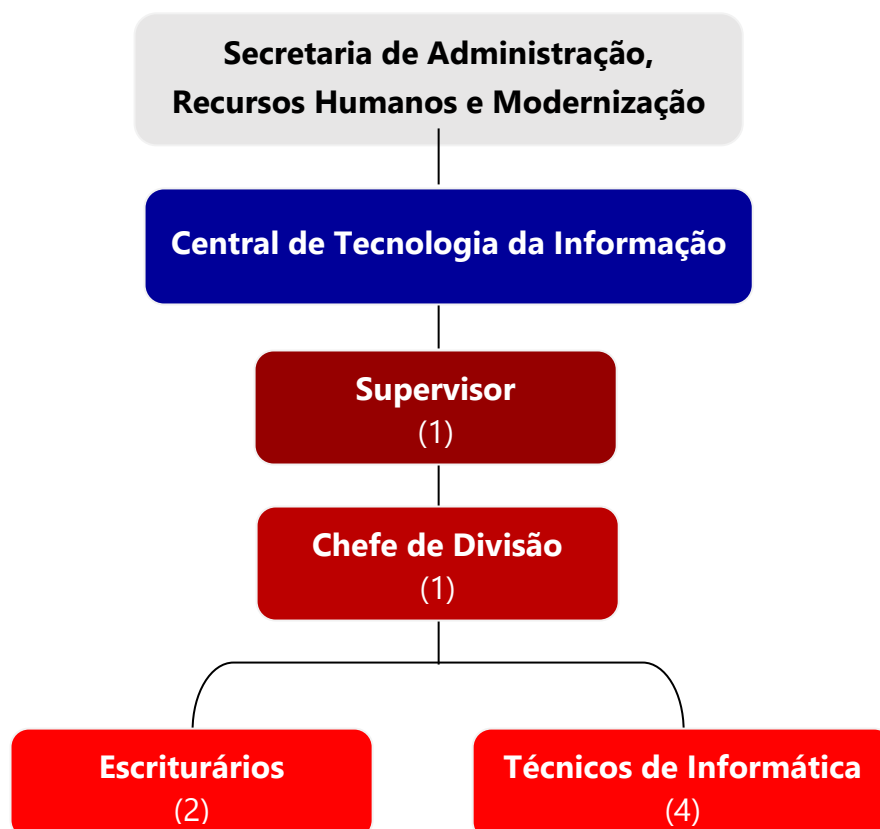 Secretaria de Administração,
Recursos Humanos e Modernização
Central de Tecnologia da Informação
Supervisor
(1)
Chefe de Divisão
(1)
Escriturários
(2)
Técnicos de Informática
(4)